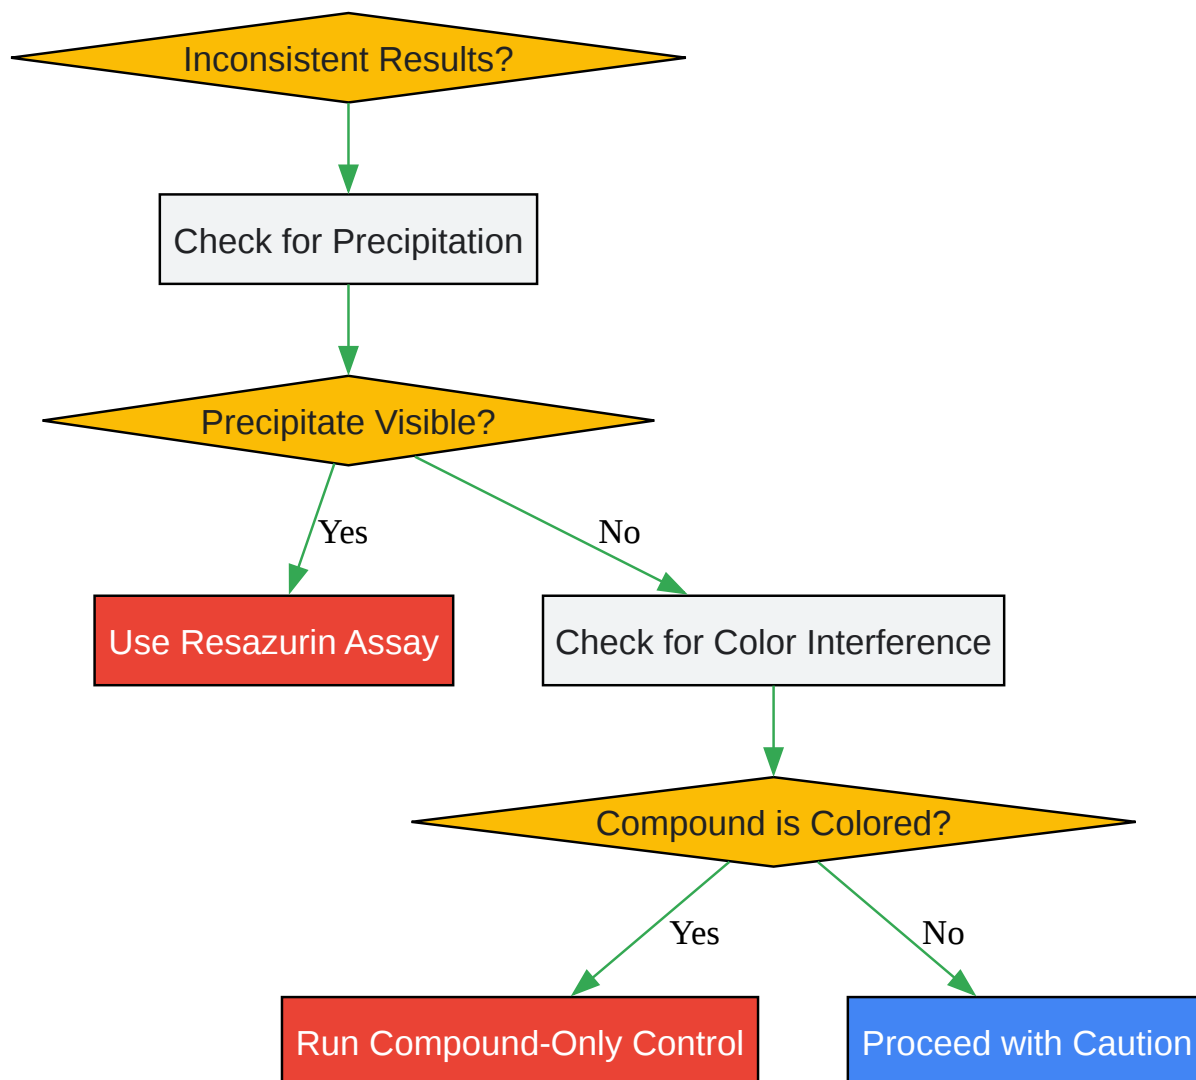 Inconsistent Results?
Check for Precipitation
Precipitate Visible?
Yes
No
Use Resazurin Assay
Check for Color Interference
Compound is Colored?
Yes
No
Run Compound-Only Control
Proceed with Caution